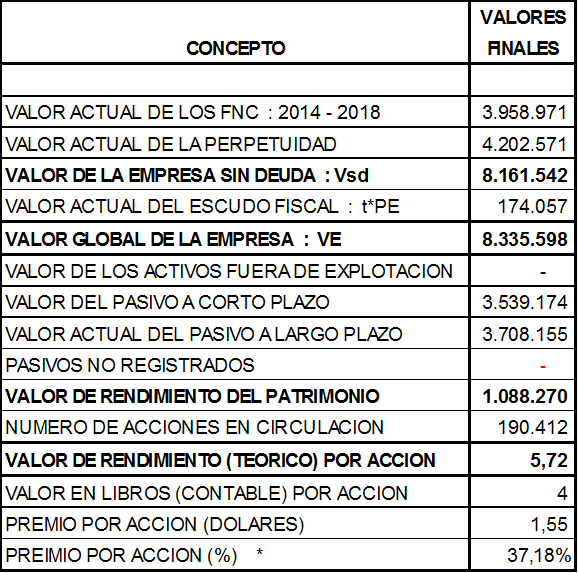 CONCEPTO VALORES FINALES
VALOR ACTUAL DE LOS FNC : 2014 - 2018 3.958.971
VALOR ACTUAL DE LA PERPETUIDAD 4.202.571
VALOR DE LA EMPRESA SIN DEUDA : Vsd 8.161.542
VALOR ACTUAL DEL ESCUDO FISCAL : t*PE 174.057
VALOR GLOBAL DE LA EMPRESA : VE 8.335.598
VALOR DE LOS ACTIVOS FUERA DE EXPLOTACION -
VALOR DEL PASIVO A CORTO PLAZO 3.539.174
VALOR ACTUAL DEL PASIVO A LARGO PLAZO 3.708.155
PASIVOS NO REGISTRADOS -
VALOR DE RENDIMIENTO DEL PATRIMONIO 1.088.270
NUMERO DE ACCIONES EN CIRCULACION 190.412
VALOR DE RENDIMIENTO (TEORICO) POR ACCION 5,72
VALOR EN LIBROS (CONTABLE) POR ACCION 4
PREMIO POR ACCION (DOLARES) 1,55
PREIMIO POR ACCION (%) * 37,18%